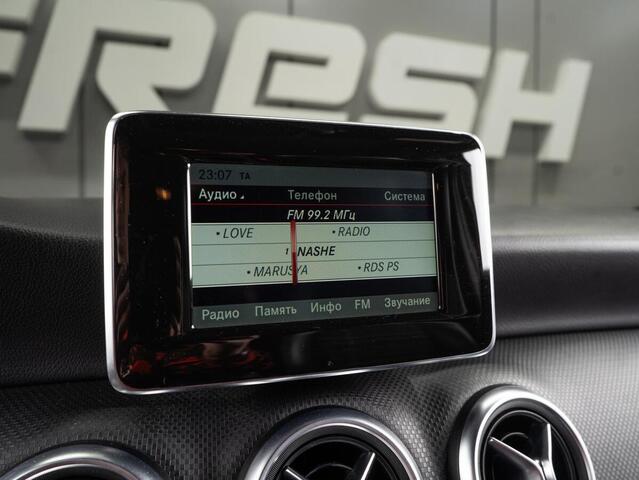 FRESH
23:07 TA
Аудио Телефон Система
FM 99.2 МГц
• LOVE • RADIO
1 NASHE
• MARUSYA • RDS PS
Радио Память Инфо FM Звучание